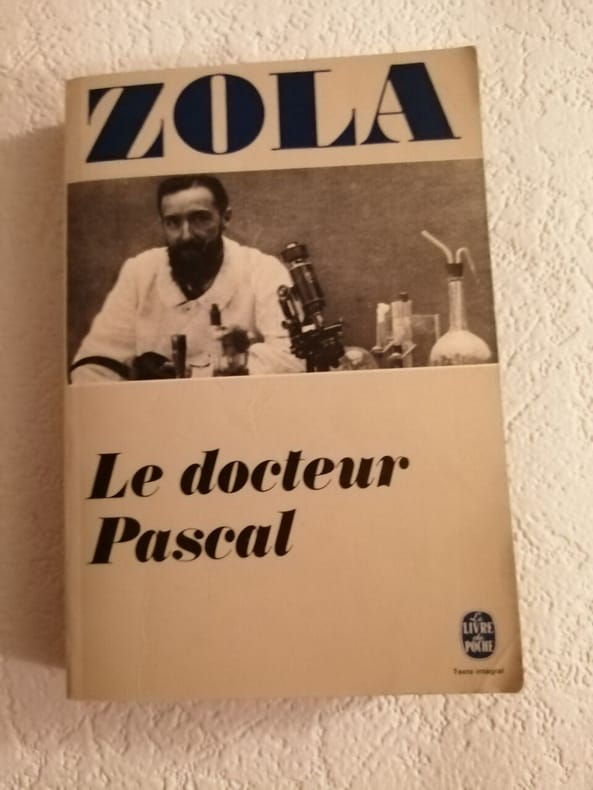 ZOLA
Le docteur
Pascal
Le
LIVRE
de
POCHE
Texte intégral